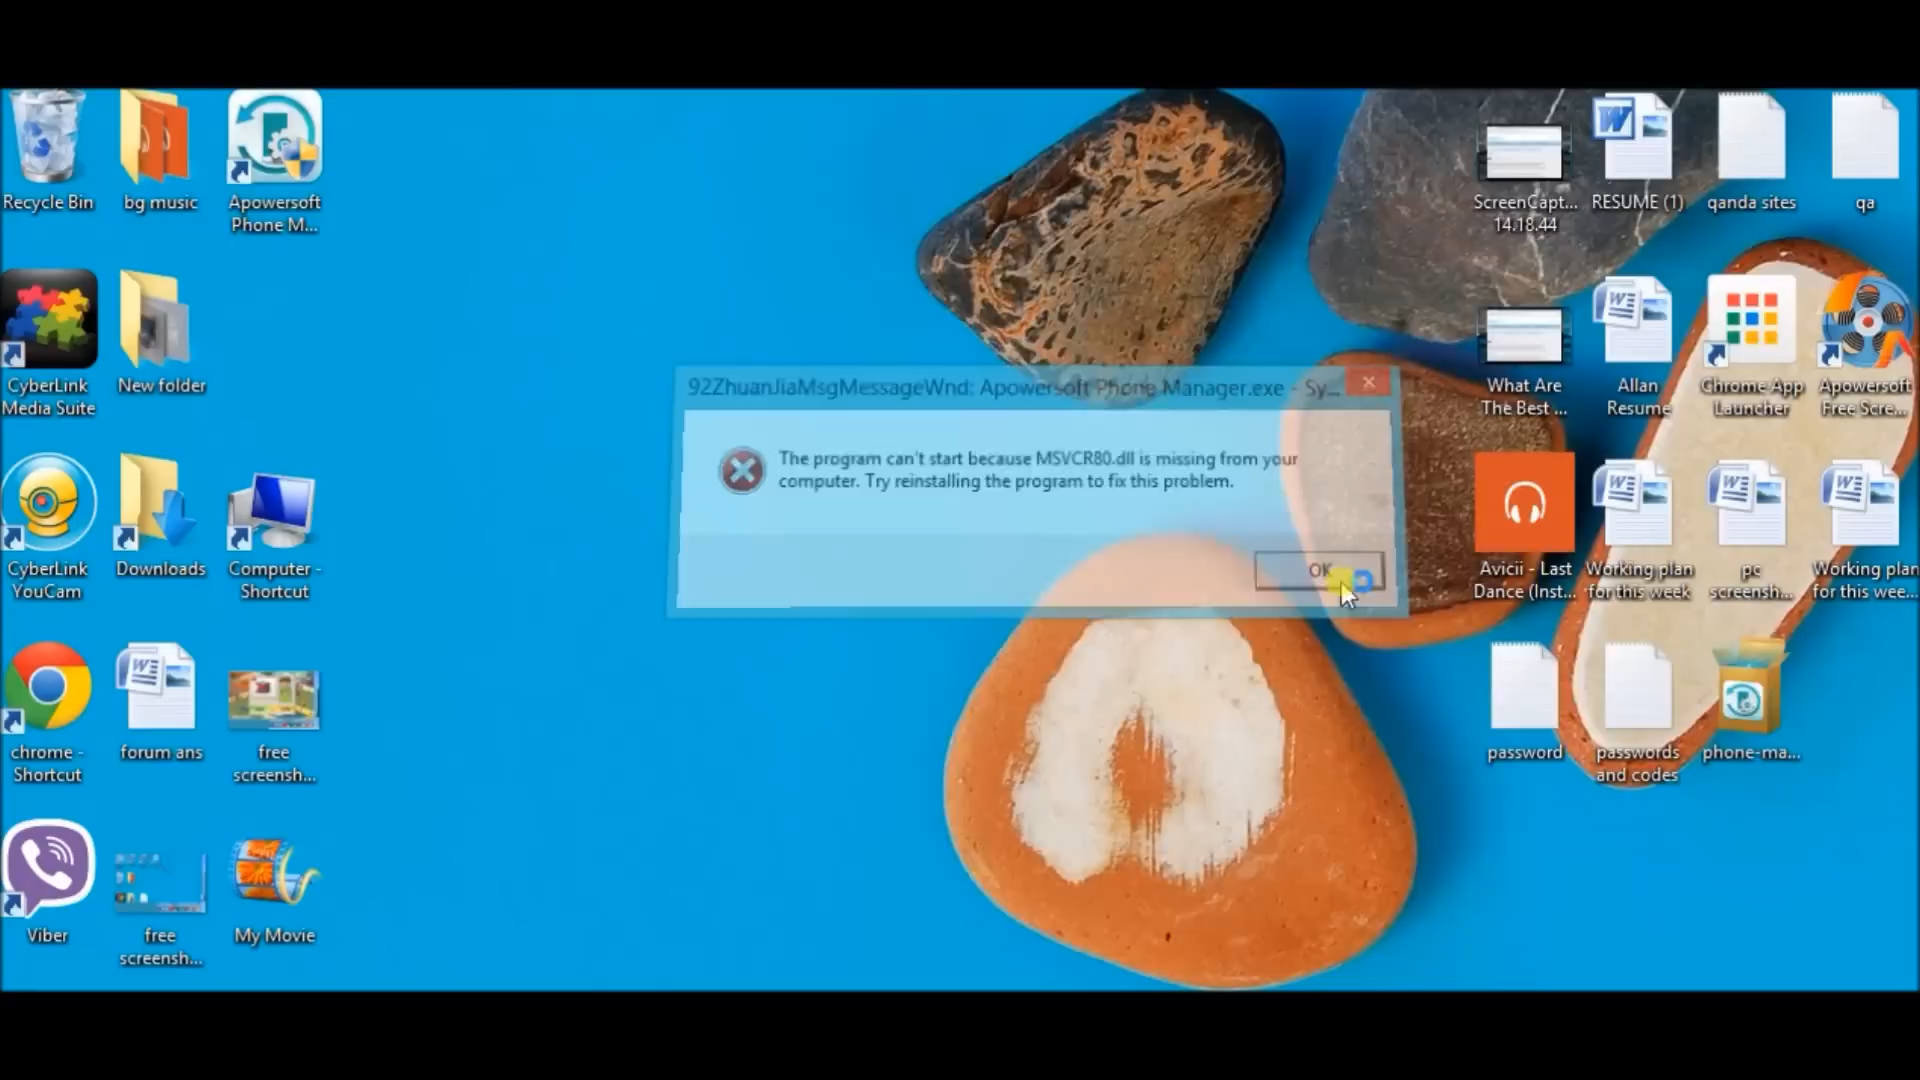 Recycle Bin
bg music
Apowersoft
Phone M...
ScreenCapt...
14.18.44
RESUME (1)
qanda sites
qa
CyberLink
Media Suite
New folder
What Are
The Best ...
Allan
Resume
Chrome App
Launcher
Apowersoft
Free Scre...
92ZhuanJiaMsgMessageWnd: Apowersoft Phone Manager.exe - Sy...
The program can't start because MSVCR80.dll is missing from your
computer. Try reinstalling the program to fix this problem.
OK
CyberLink
YouCam
Downloads
Computer -
Shortcut
Avicii - Last
Dance (Inst...
Working plan
for this week
pc
screensh...
Working plan
for this wee...
chrome -
Shortcut
forum ans
free
screensh...
password
passwords
and codes
phone-ma...
Viber
free
screensh...
My Movie